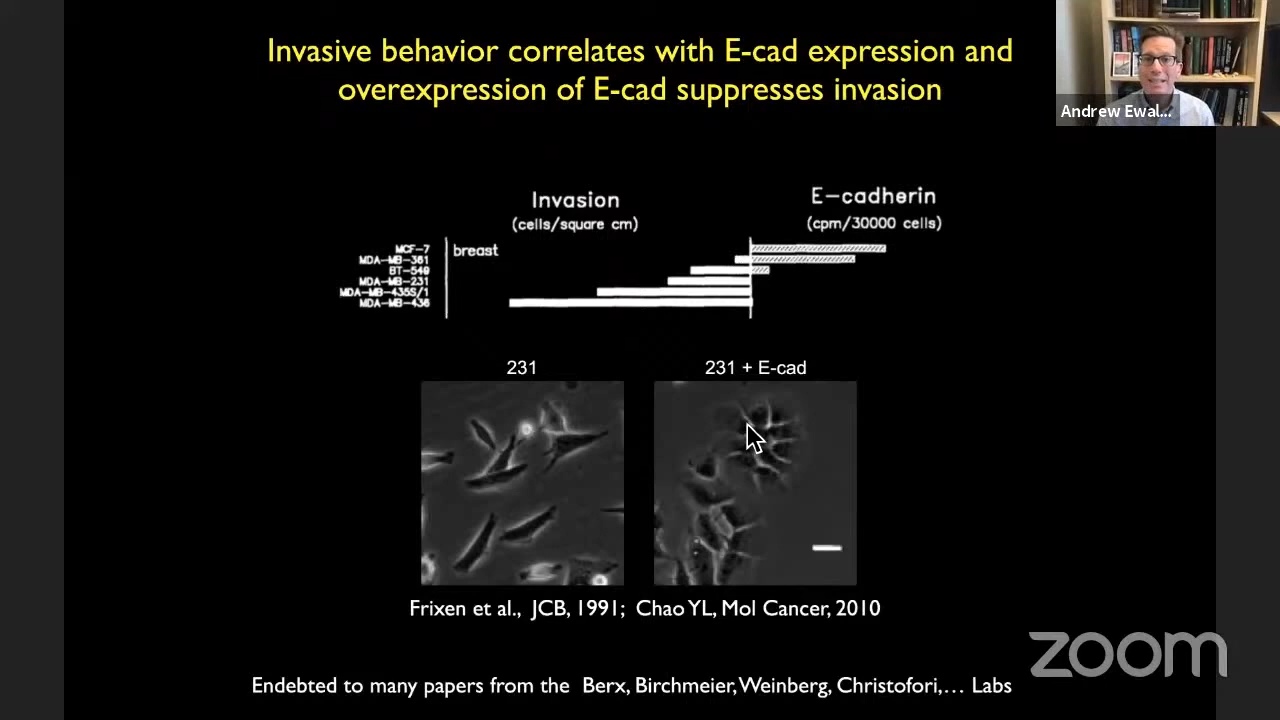 Invasive behavior correlates with E-cad expression and
overexpression of E-cad suppresses invasion
Andrew Ewal...
Invasion
(cells/square cm)
E-cadherin
(cpm/30000 cells)
MCF-7
breast
MDA-MB-361
BT-549
MDA-MB-231
MDA-MB-435S/1
MDA-MB-436
231
231 + E-cad
Frixen et al., JCB, 1991; Chao YL, Mol Cancer, 2010
zoom
Endebted to many papers from the Berx, Birchmeier, Weinberg, Christofori,... Labs